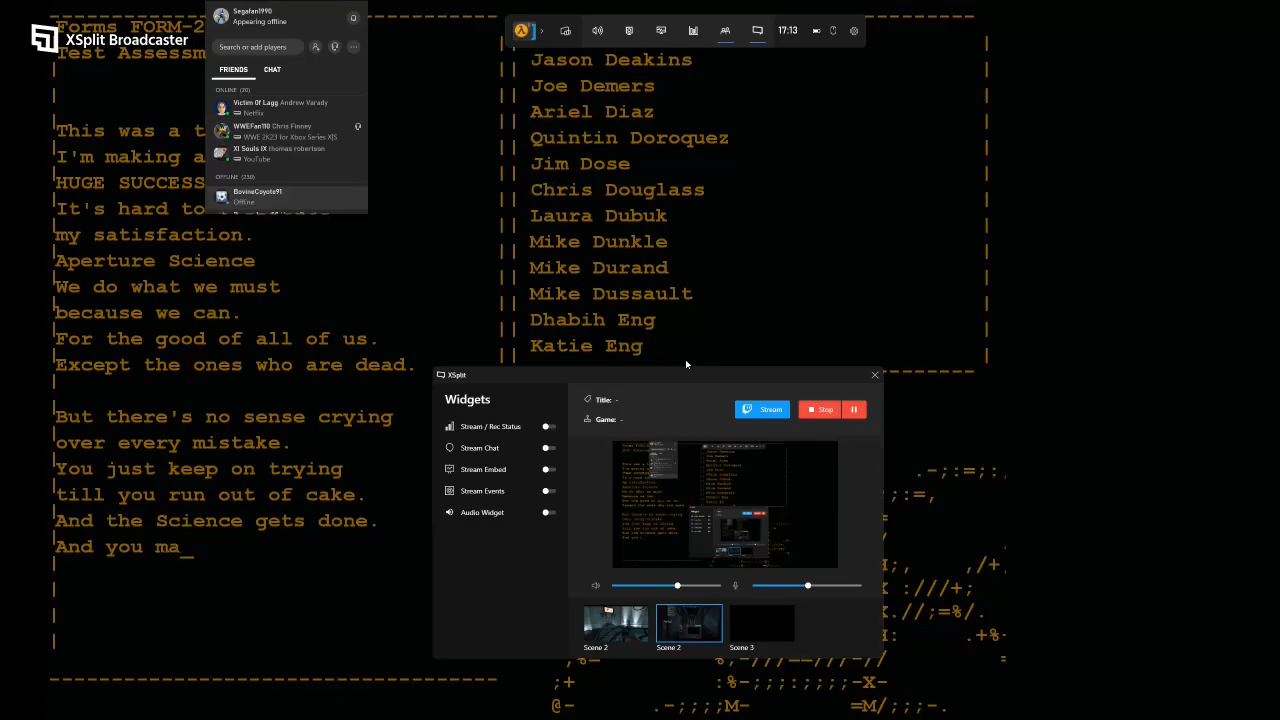 Forms FORM-2
Test Assessm
XSplit Broadcaster
This was a t
I'm making a
HUGE SUCCESS
It's hard to
my satisfaction.
Aperture Science
We do what we must
because we can.
For the good of all of us.
Except the ones who are dead.
But there's no sense crying
over every mistake.
You just keep on trying
till you run out of cake.
And the Science gets done.
And you ma_
Segafan1990
Appearing offline
Search or add players
FRIENDS CHAT
ONLINE (20)
Victim Of Lagg Andrew Varady
Netflix
WWEFan110 Chris Finney
WWE 2K23 for Xbox Series X|S
XI Souls IX thomas robertson
YouTube
OFFLINE (230)
BovineCoyote91
Offline
17:13
Jason Deakins
Joe Demers
Ariel Diaz
Quintin Doroquez
Jim Dose
Chris Douglass
Laura Dubuk
Mike Dunkle
Mike Durand
Mike Dussault
Dhabih Eng
Katie Eng
XSplit
Widgets
Stream / Rec Status
Stream Chat
Stream Embed
Stream Events
Audio Widget
Title: -
Game: -
Stream
Stop
Scene 2
Scene 2
Scene 3